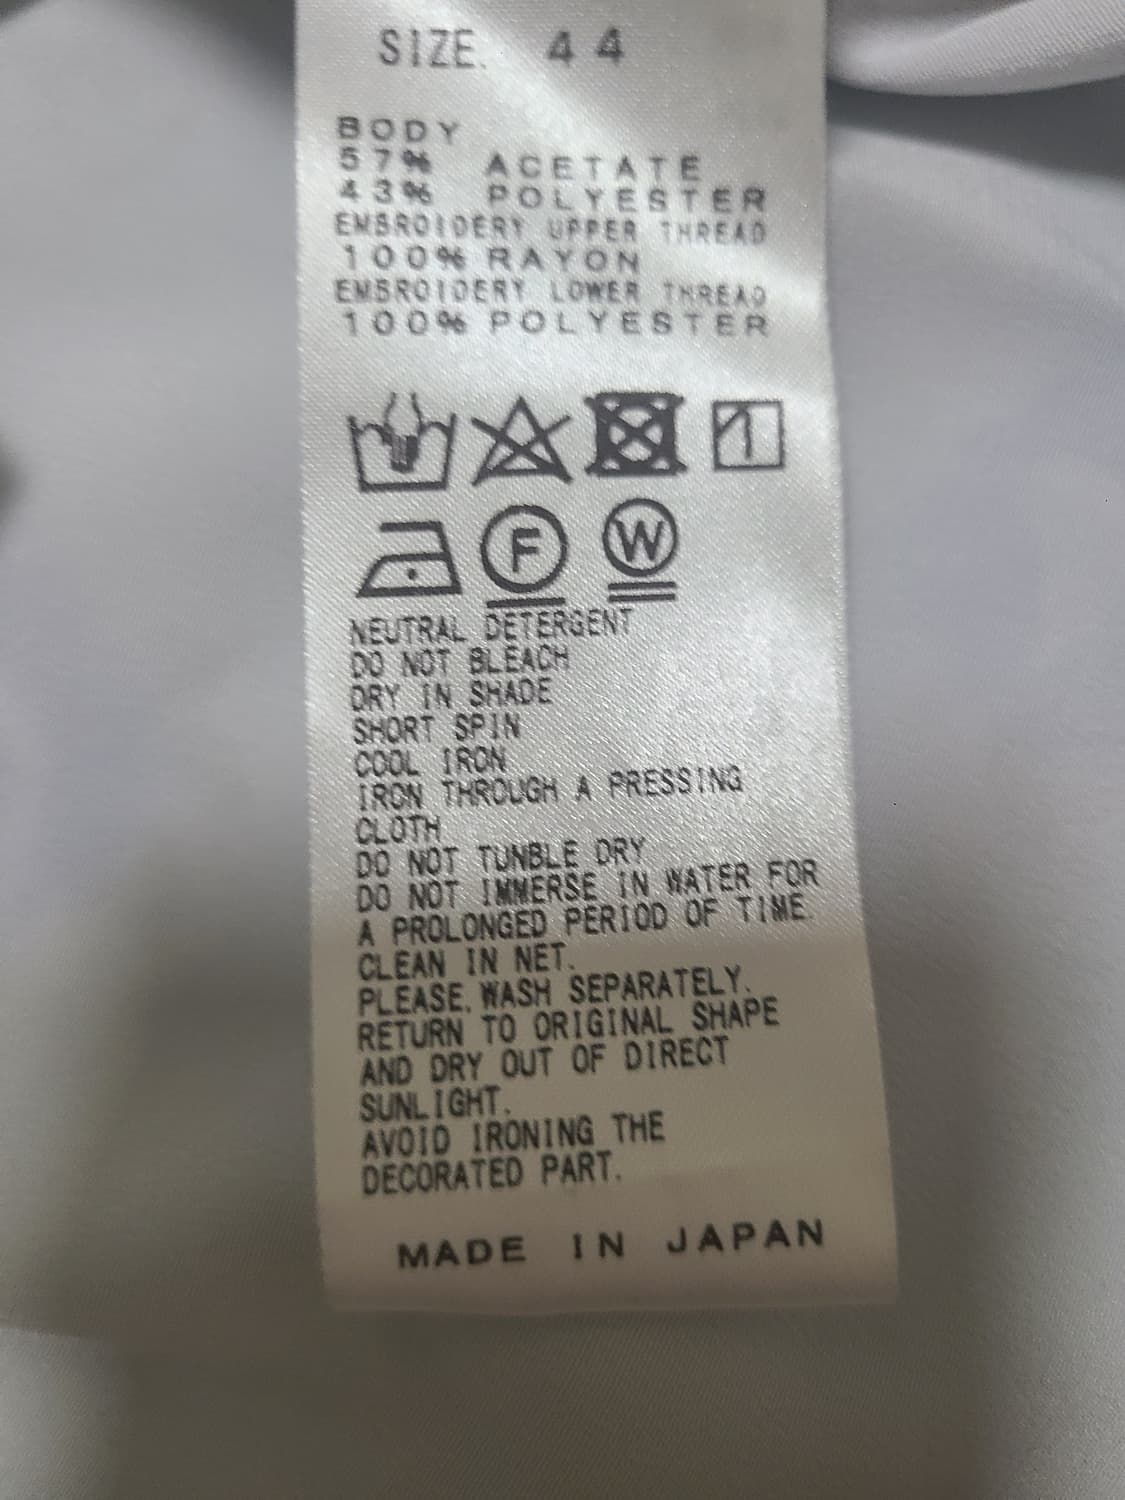 SIZE. 44
BODY
57% ACETATE
43% POLYESTER
EMBROIDERY UPPER THREAD
100% RAYON
EMBROIDERY LOWER THREAD
100% POLYESTER
F W
NEUTRAL DETERGENT
DO NOT BLEACH
DRY IN SHADE
SHORT SPIN
COOL IRON
IRON THROUGH A PRESSING
CLOTH
DO NOT TUNBLE DRY
DO NOT IMMERSE IN WATER FOR
A PROLONGED PERIOD OF TIME.
CLEAN IN NET.
PLEASE. WASH SEPARATELY.
RETURN TO ORIGINAL SHAPE
AND DRY OUT OF DIRECT
SUNLIGHT.
AVOID IRONING THE
DECORATED PART.
MADE IN JAPAN